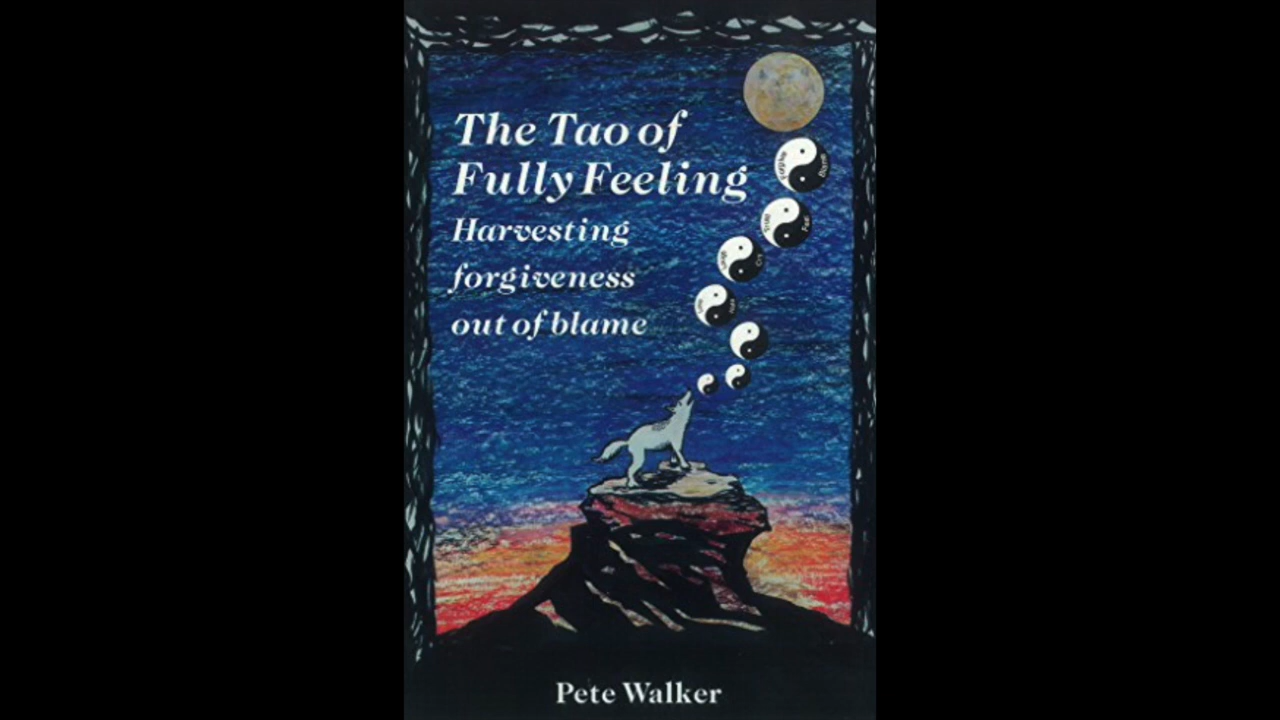 The Tao of
Fully Feeling
Harvesting
forgiveness
out of blame
Pete Walker